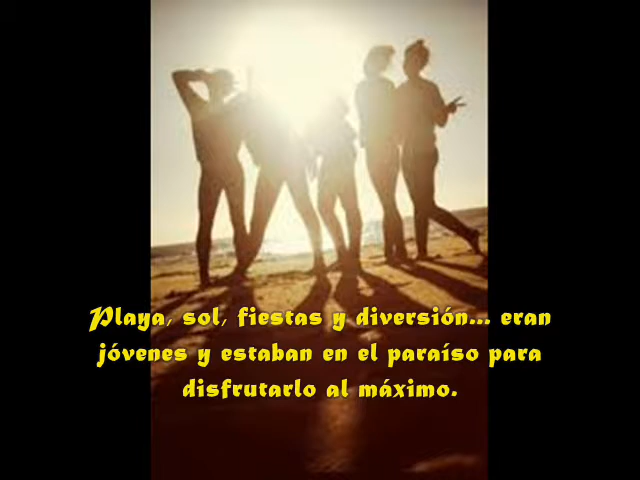 Playa, sol, fiestas y diversión... eran
jóvenes y estaban en el paraíso para
disfrutarlo al máximo.